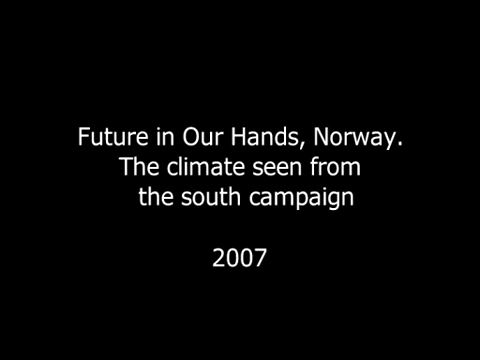 Future in Our Hands, Norway.
The climate seen from
the south campaign
2007